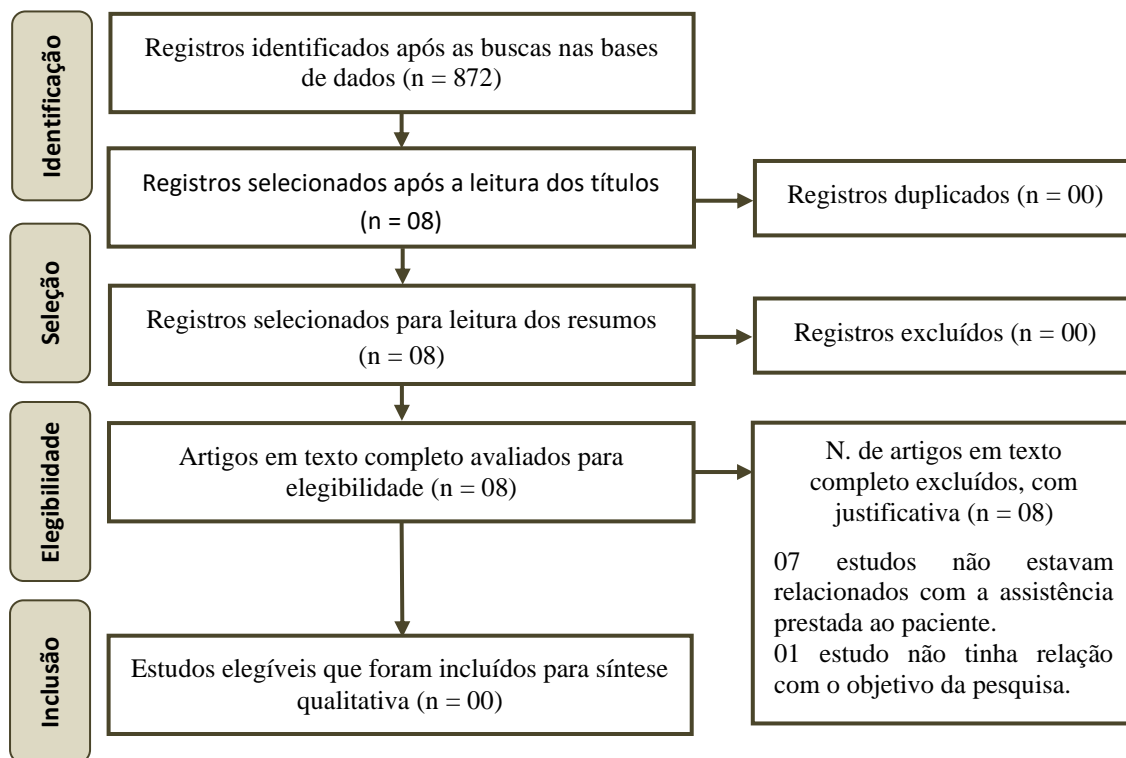 Identificação
Registros identificados após as buscas nas bases
de dados (n = 872)
Registros selecionados após a leitura dos títulos
(n = 08)
Registros duplicados (n = 00)
Seleção
Registros selecionados para leitura dos resumos
(n = 08)
Registros excluídos (n = 00)
Elegibilidade
Artigos em texto completo avaliados para
elegibilidade (n = 08)
N. de artigos em texto
completo excluídos, com
justificativa (n = 08)
07 estudos não estavam
relacionados com a assistência
prestada ao paciente.
01 estudo não tinha relação
com o objetivo da pesquisa.
Inclusão
Estudos elegíveis que foram incluídos para síntese
qualitativa (n = 00)